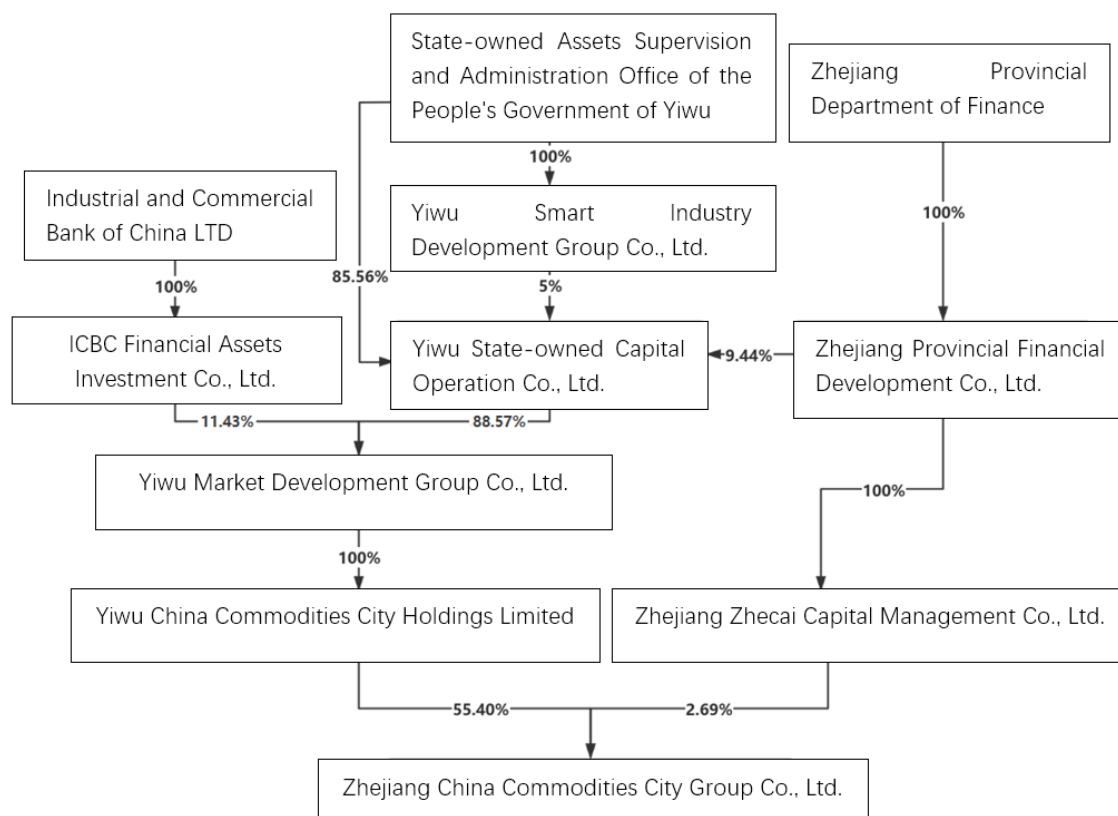 State-owned Assets Supervision
and Administration Office of the
People's Government of Yiwu
Zhejiang Provincial
Department of Finance
100%
Industrial and Commercial
Bank of China LTD
Yiwu Smart Industry
Development Group Co., Ltd.
100%
85.56%
100%
5%
ICBC Financial Assets
Investment Co., Ltd.
Yiwu State-owned Capital
Operation Co., Ltd.
9.44%
Zhejiang Provincial Financial
Development Co., Ltd.
11.43%
88.57%
Yiwu Market Development Group Co., Ltd.
100%
100%
Yiwu China Commodities City Holdings Limited
Zhejiang Zhecai Capital Management Co., Ltd.
55.40%
2.69%
Zhejiang China Commodities City Group Co., Ltd.